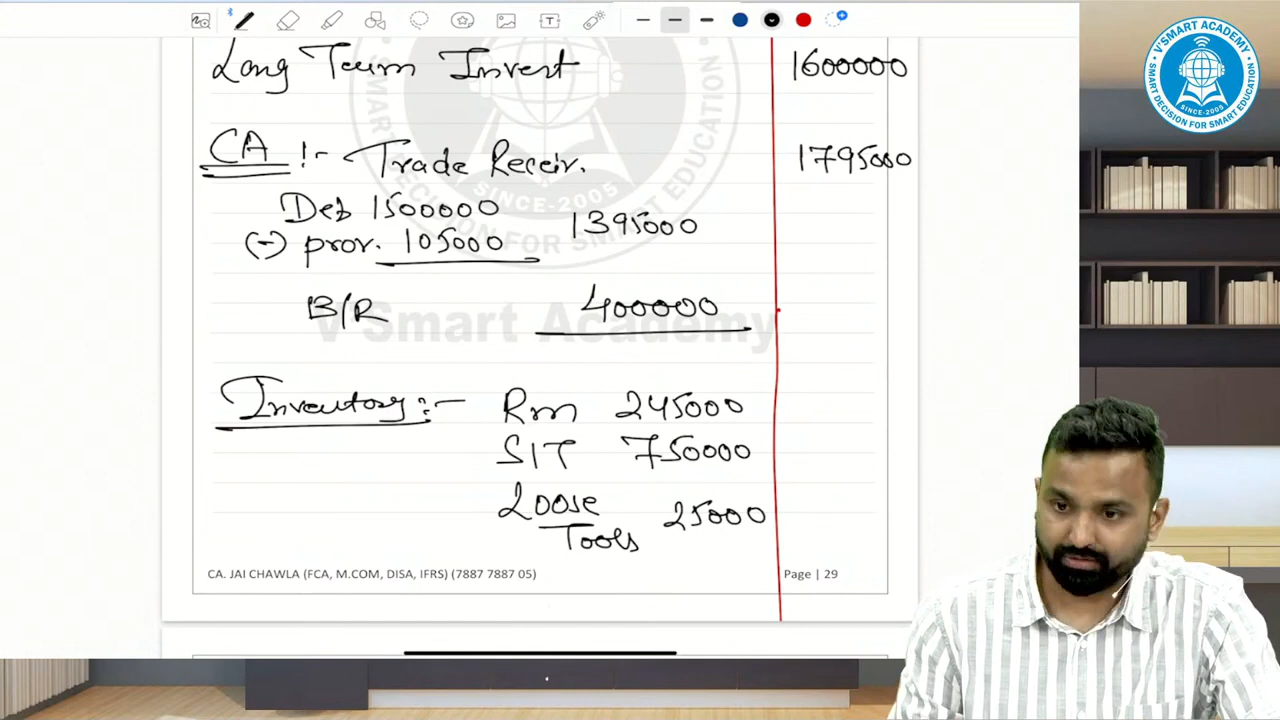 V'SMART ACADEMY
SMART DECISION FOR SMART EDUCATION
SINCE-2005
Long Term Invest 1600000
CA :- Trade Receiv. 1795000
Deb 1500000
(-) prov. 105000 1395000
B/R 400000
V Smart Academy
Inventory :- Rm 245000
SIT 750000
Loose Tools 25000
CA. JAI CHAWLA (FCA, M.COM, DISA, IFRS) (7887 7887 05) Page | 29